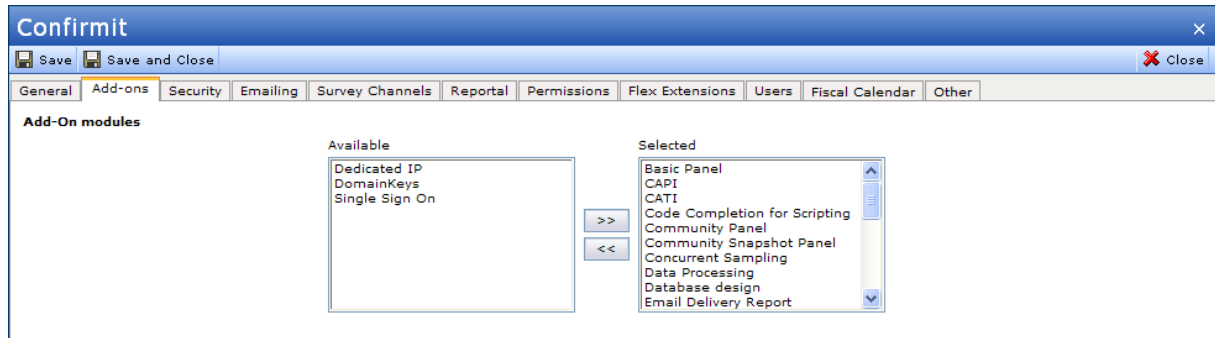 Confirmit
Save Save and Close Close
General Add-ons Security Emailing Survey Channels Reportal Permissions Flex Extensions Users Fiscal Calendar Other
Add-On modules
Available
Dedicated IP
DomainKeys
Single Sign On
>>
<<
Selected
Basic Panel
CAPI
CATI
Code Completion for Scripting
Community Panel
Community Snapshot Panel
Concurrent Sampling
Data Processing
Database design
Email Delivery Report